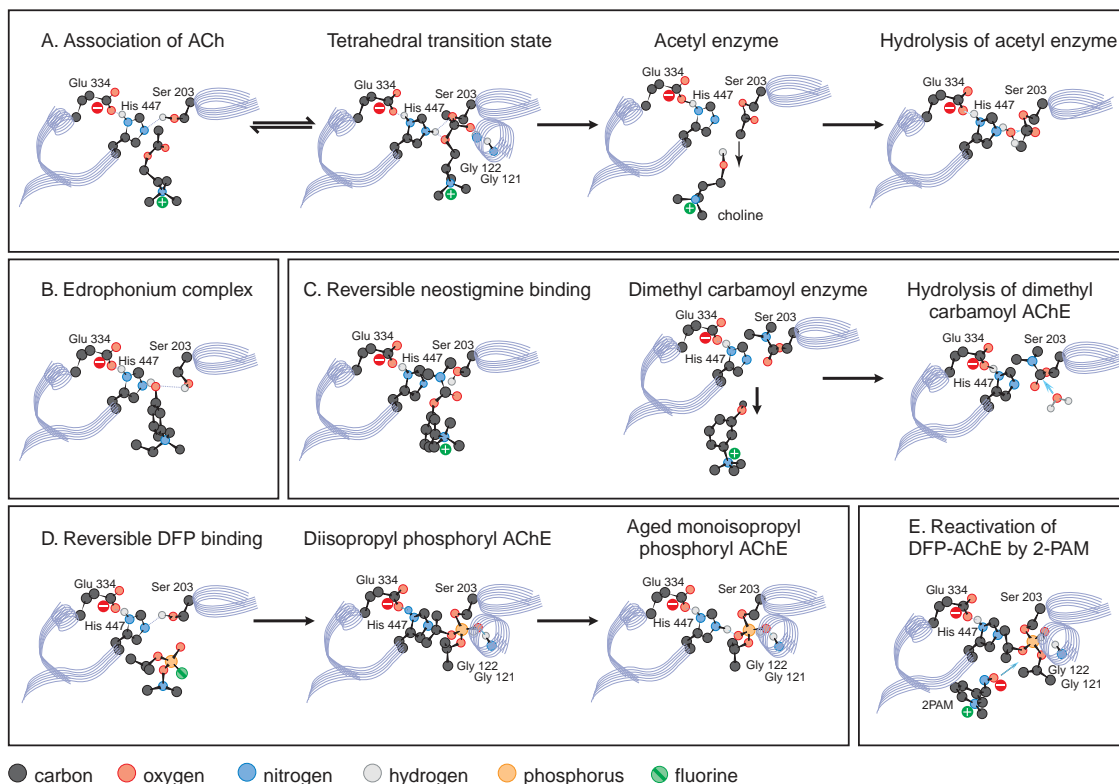 A. Association of ACh
Tetrahedral transition state
Acetyl enzyme
Hydrolysis of acetyl enzyme
Glu 334
Ser 203
His 447
Glu 334
Ser 203
His 447
Gly 122
Gly 121
Glu 334
Ser 203
His 447
choline
Glu 334
Ser 203
His 447
B. Edrophonium complex
Glu 334
Ser 203
His 447
C. Reversible neostigmine binding
Dimethyl carbamoyl enzyme
Hydrolysis of dimethyl
carbamoyl AChE
Glu 334
Ser 203
His 447
Glu 334
Ser 203
His 447
Glu 334
Ser 203
His 447
D. Reversible DFP binding
Diisopropyl phosphoryl AChE
Aged monoisopropyl
phosphoryl AChE
Glu 334
Ser 203
His 447
Glu 334
Ser 203
His 447
Gly 122
Gly 121
Glu 334
Ser 203
His 447
Gly 122
Gly 121
E. Reactivation of
DFP-AChE by 2-PAM
Glu 334
Ser 203
His 447
Gly 122
Gly 121
2PAM
carbon
oxygen
nitrogen
hydrogen
phosphorus
fluorine